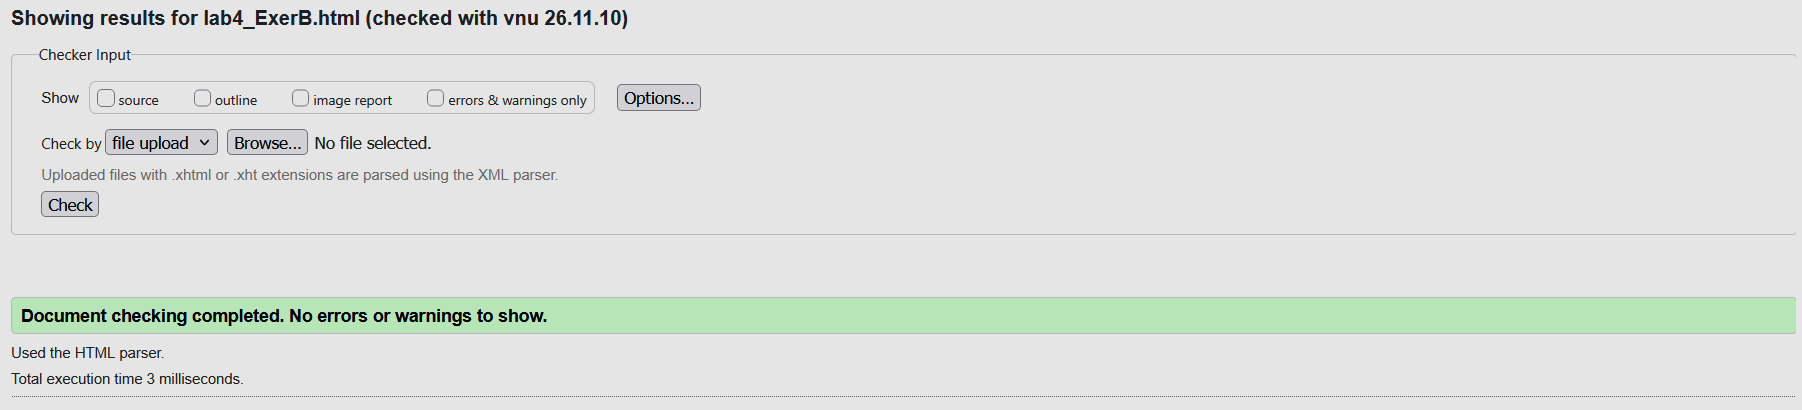 Showing results for lab4_ExerB.html (checked with vnu 26.11.10)
Checker Input
Show source outline image report errors & warnings only Options...
Check by file upload Browse... No file selected.
Uploaded files with .xhtml or .xht extensions are parsed using the XML parser.
Check
Document checking completed. No errors or warnings to show.
Used the HTML parser.
Total execution time 3 milliseconds.